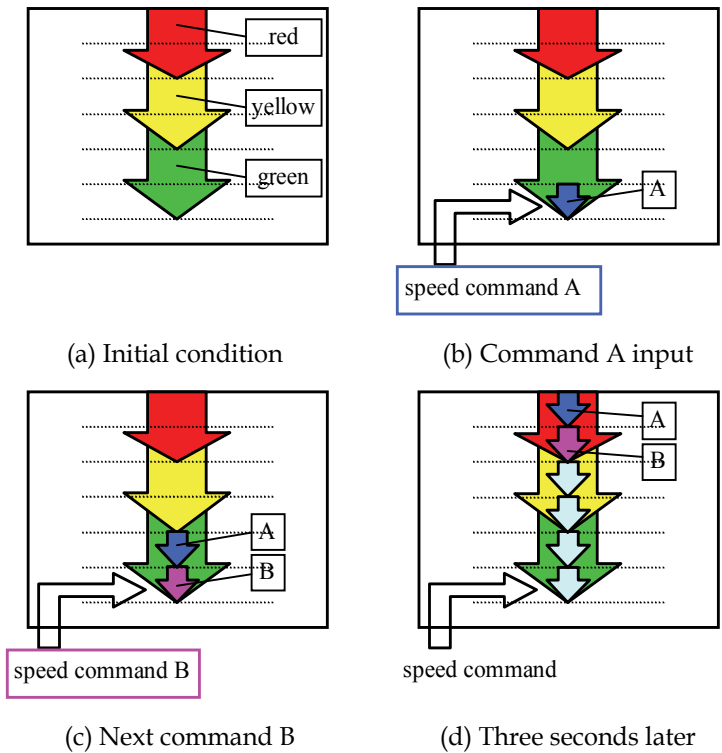 red
yellow
green
A
speed command A
(a) Initial condition
(b) Command A input
A
B
speed command B
A
B
speed command
(c) Next command B
(d) Three seconds later